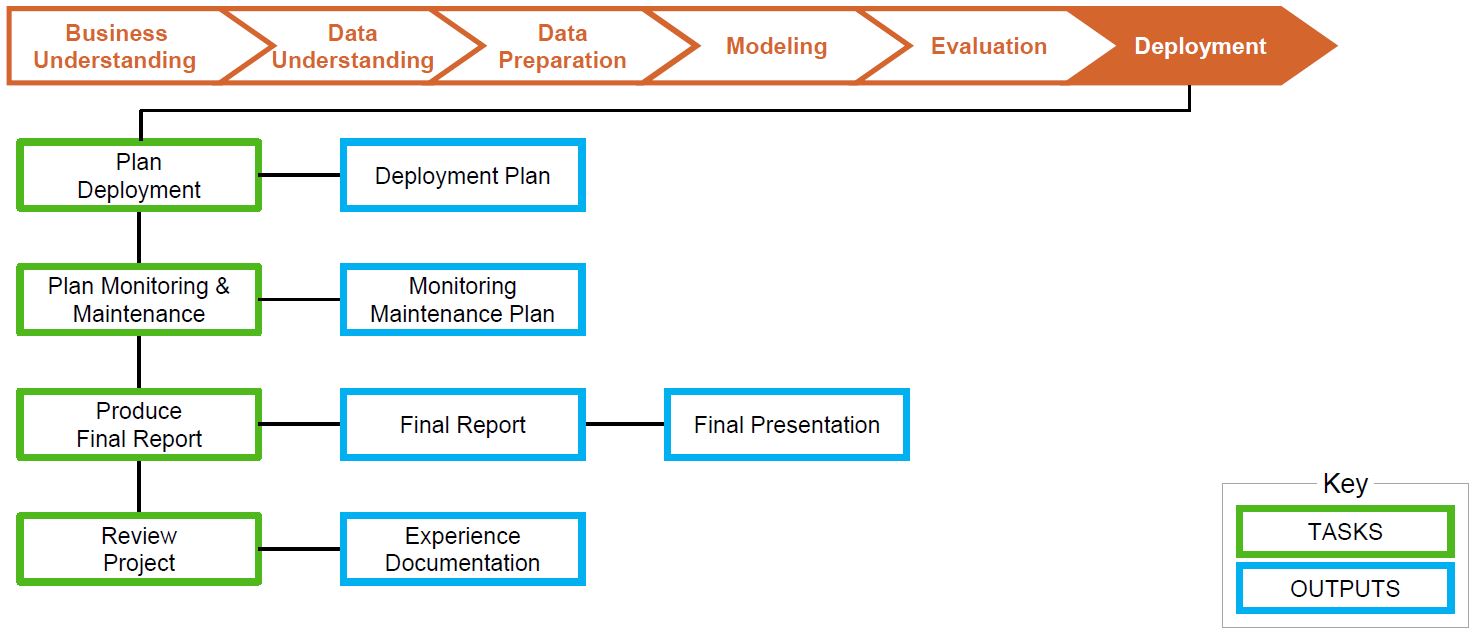 Business
Understanding
Data
Understanding
Data
Preparation
Modeling
Evaluation
Deployment
Plan
Deployment
Deployment Plan
Plan Monitoring &
Maintenance
Monitoring
Maintenance Plan
Produce
Final Report
Final Report
Final Presentation
Review
Project
Experience
Documentation
Key
TASKS
OUTPUTS